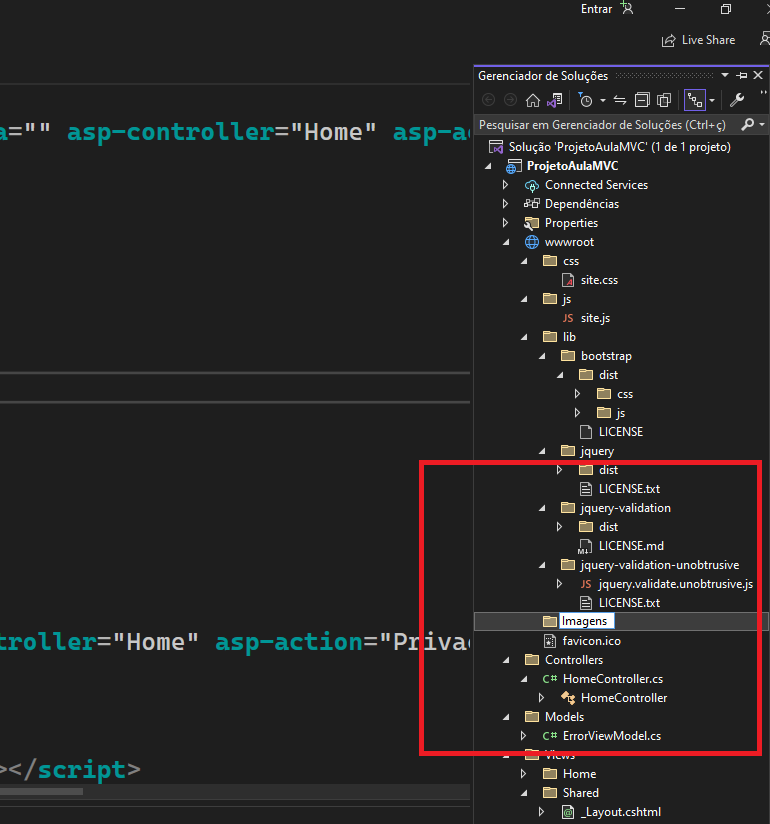 Entrar
Live Share
Gerenciador de Soluções
a="" asp-controller="Home" asp-a
Pesquisar em Gerenciador de Soluções (Ctrl+ç)
Solução 'ProjetoAulaMVC' (1 de 1 projeto)
ProjetoAulaMVC
Connected Services
Dependências
Properties
wwwroot
css
site.css
js
JS site.js
lib
bootstrap
dist
css
js
LICENSE
jquery
dist
LICENSE.txt
jquery-validation
dist
M↓ LICENSE.md
jquery-validation-unobtrusive
JS jquery.validate.unobtrusive.js
LICENSE.txt
Imagens
troller="Home" asp-action="Priva
favicon.ico
Controllers
C# HomeController.cs
HomeController
Models
C# ErrorViewModel.cs
Views
></script>
Home
Shared
_Layout.cshtml